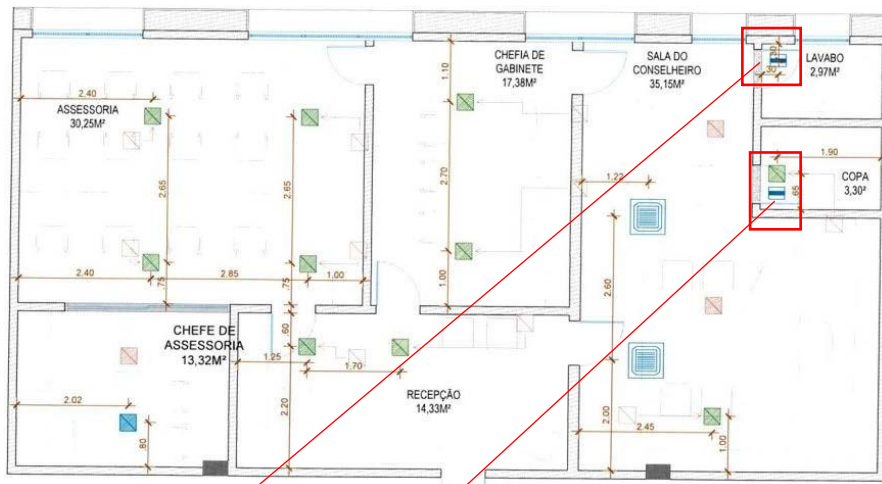 ASSESSORIA
30,25M²
CHEFIA DE
GABINETE
17,38M²
SALA DO
CONSELHEIRO
35,15M²
LAVABO
2,97M²
COPA
3,30M²
CHEFE DE
ASSESSORIA
13,32M²
RECEPÇÃO
14,33M²
2.40
2.65
2.65
1.10
2.70
1.22
1.90
.65
2.40
.75
2.85
.75
1.00
1.00
2.60
.60
1.25
1.70
2.02
.80
2.20
2.00
2.45
1.00